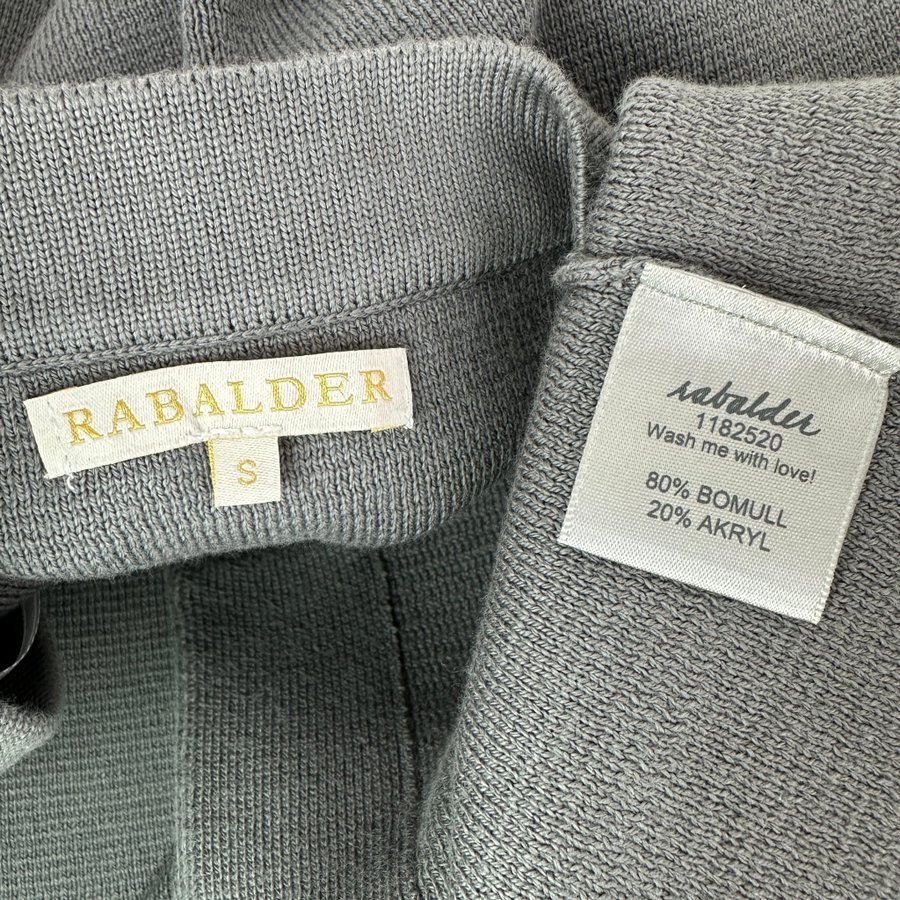 RABALDER
S
rabalder
1182520
Wash me with love!
80% BOMULL
20% AKRYL